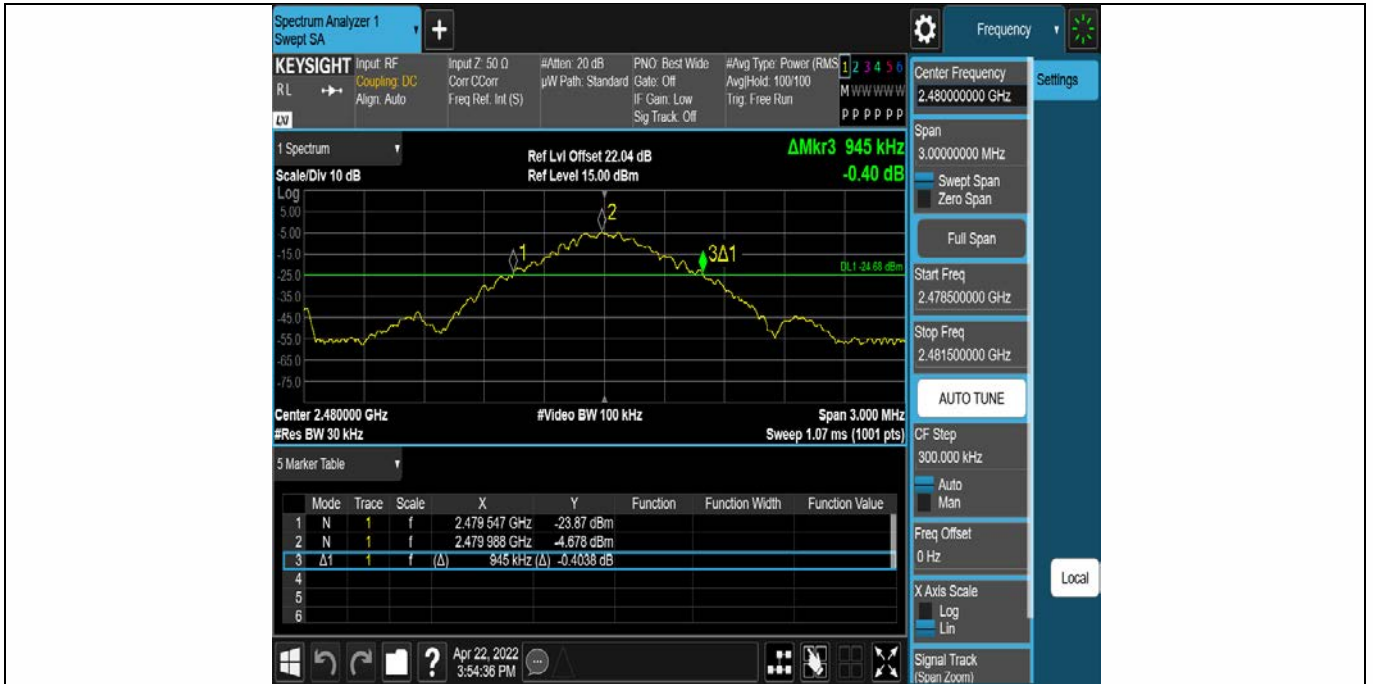 Spectrum Analyzer 1
Swept SA
+
Frequency
KEYSIGHT
RL
LXI
Input: RF
Coupling: DC
Align: Auto
Input Z: 50 Ω
Corr CCorr
Freq Ref: Int (S)
#Atten: 20 dB
µW Path: Standard
PNO: Best Wide
Gate: Off
IF Gain: Low
Sig Track: Off
#Avg Type: Power (RMS
Avg|Hold: 100/100
Trig: Free Run
1 2 3 4 5 6
M W W W W W
P P P P P P
1 Spectrum
Scale/Div 10 dB
Ref Lvl Offset 22.04 dB
Ref Level 15.00 dBm
ΔMkr3 945 kHz
-0.40 dB
Log
5.00
-5.00
-15.0
-25.0
-35.0
-45.0
-55.0
-65.0
-75.0
1
2
3Δ1
DL1 -24.68 dBm
Center 2.480000 GHz
#Video BW 100 kHz
Span 3.000 MHz
#Res BW 30 kHz
Sweep 1.07 ms (1001 pts)
5 Marker Table
Mode Trace Scale X Y Function Function Width Function Value
1 N 1 f 2.479 547 GHz -23.87 dBm
2 N 1 f 2.479 988 GHz -4.678 dBm
3 Δ1 1 f (Δ) 945 kHz (Δ) -0.4038 dB
4
5
6
?
Apr 22, 2022
3:54:36 PM
Center Frequency
2.480000000 GHz
Span
3.00000000 MHz
Swept Span
Zero Span
Full Span
Start Freq
2.478500000 GHz
Stop Freq
2.481500000 GHz
AUTO TUNE
CF Step
300.000 kHz
Auto
Man
Freq Offset
0 Hz
X Axis Scale
Log
Lin
Signal Track
(Span Zoom)
Settings
Local